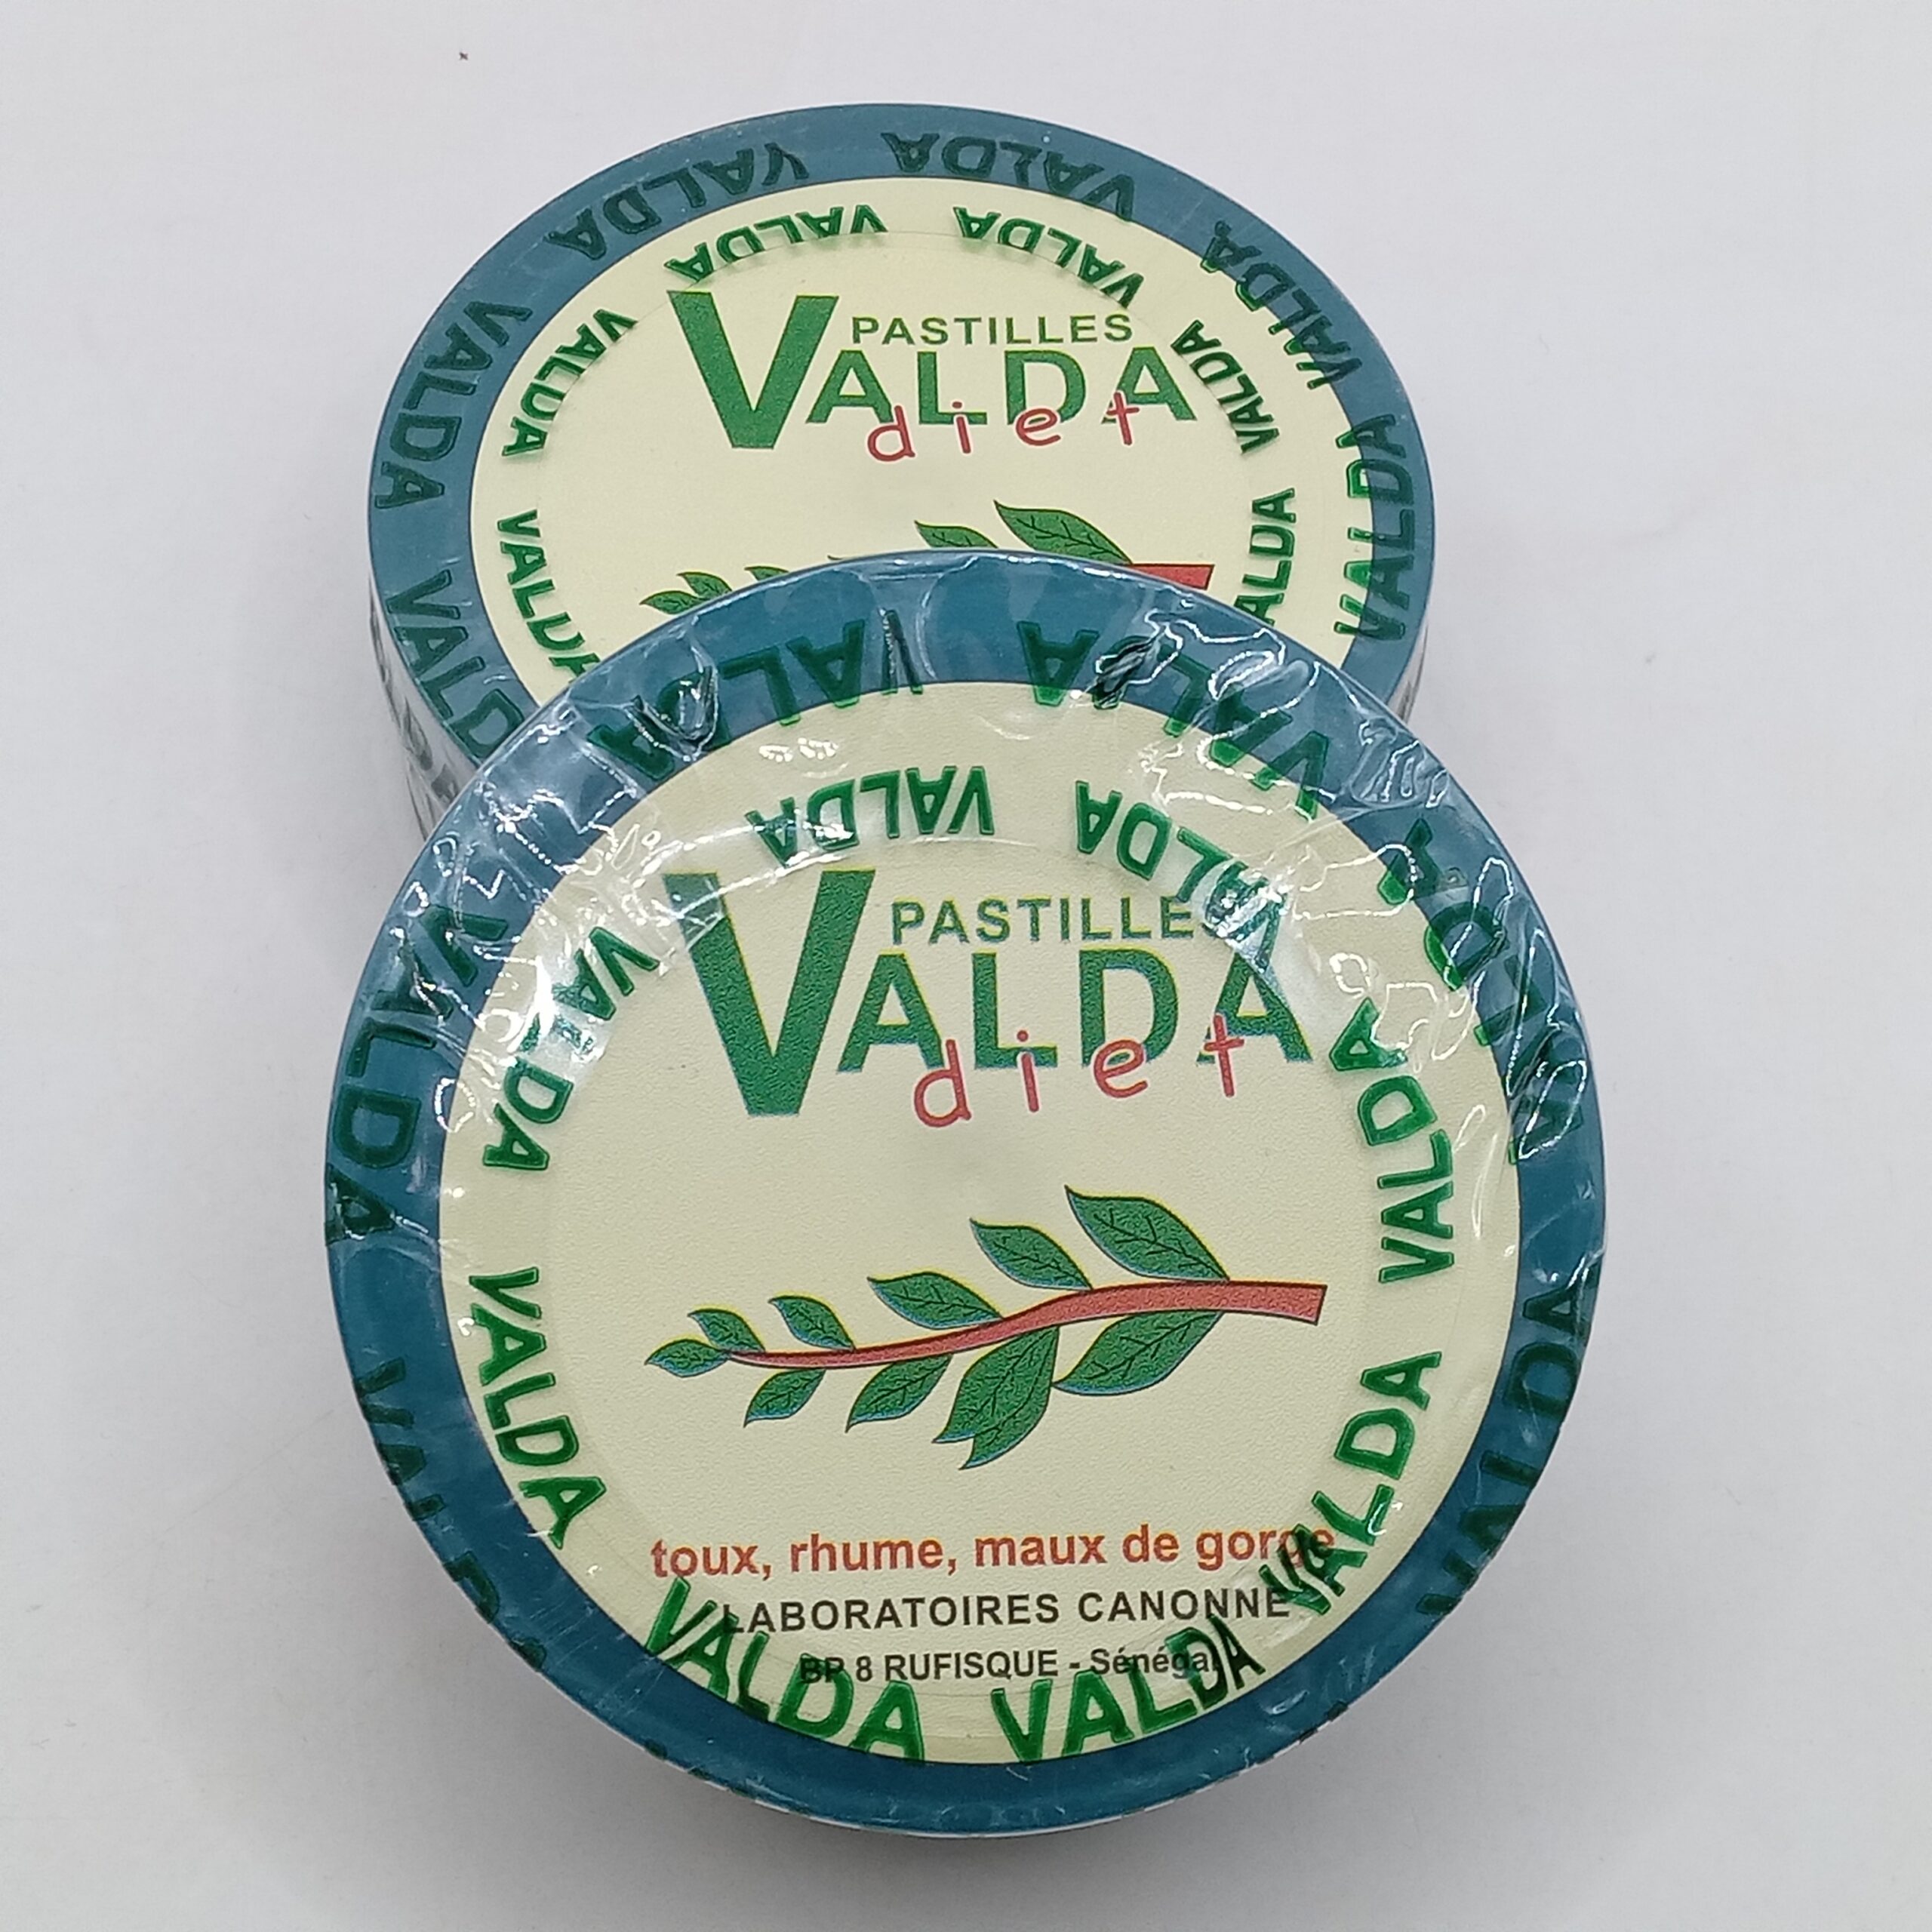 PASTILLES
VALDA
diet
VALDA VALDA VALDA VALDA VALDA VALDA VALDA
PASTILLES
VALDA
diet
toux, rhume, maux de gorge
LABORATOIRES CANONNE
BP 8 RUFISQUE - Sénégal
VALDA VALDA VALDA VALDA VALDA VALDA VALDA VALDA